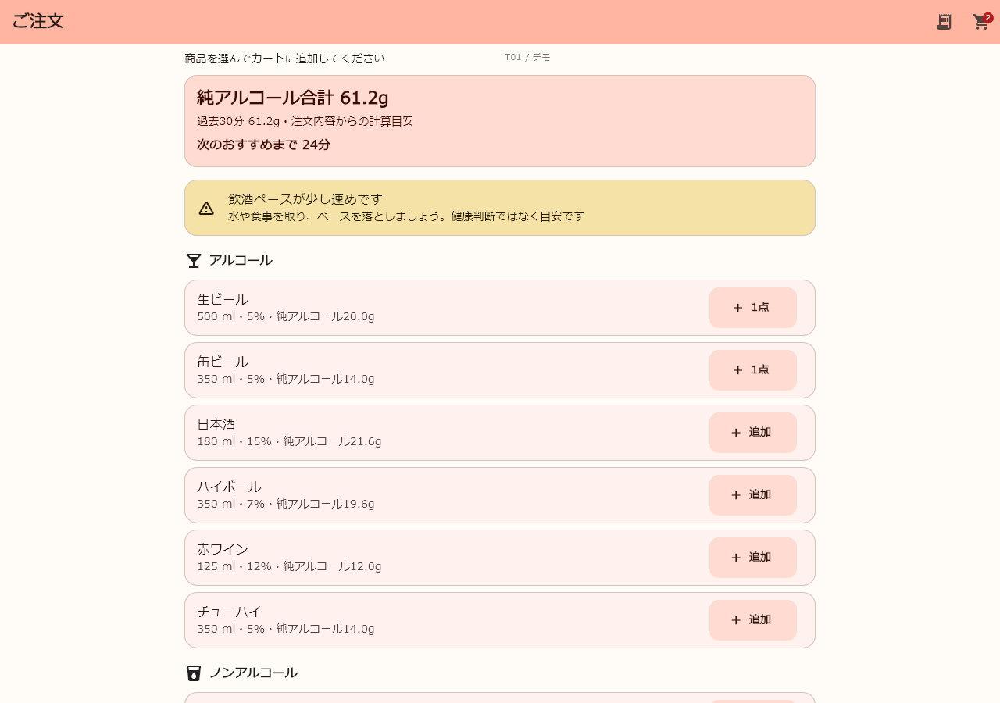 ご注文
2
商品を選んでカートに追加してください
T01 / デモ
純アルコール合計 61.2g
過去30分 61.2g・注文内容からの計算目安
次のおすすめまで 24分
飲酒ペースが少し速めです
水や食事を取り、ペースを落としましょう。健康判断ではなく目安です
アルコール
生ビール
500 ml・5%・純アルコール20.0g
+ 1点
缶ビール
350 ml・5%・純アルコール14.0g
+ 1点
日本酒
180 ml・15%・純アルコール21.6g
+ 追加
ハイボール
350 ml・7%・純アルコール19.6g
+ 追加
赤ワイン
125 ml・12%・純アルコール12.0g
+ 追加
チューハイ
350 ml・5%・純アルコール14.0g
+ 追加
ノンアルコール